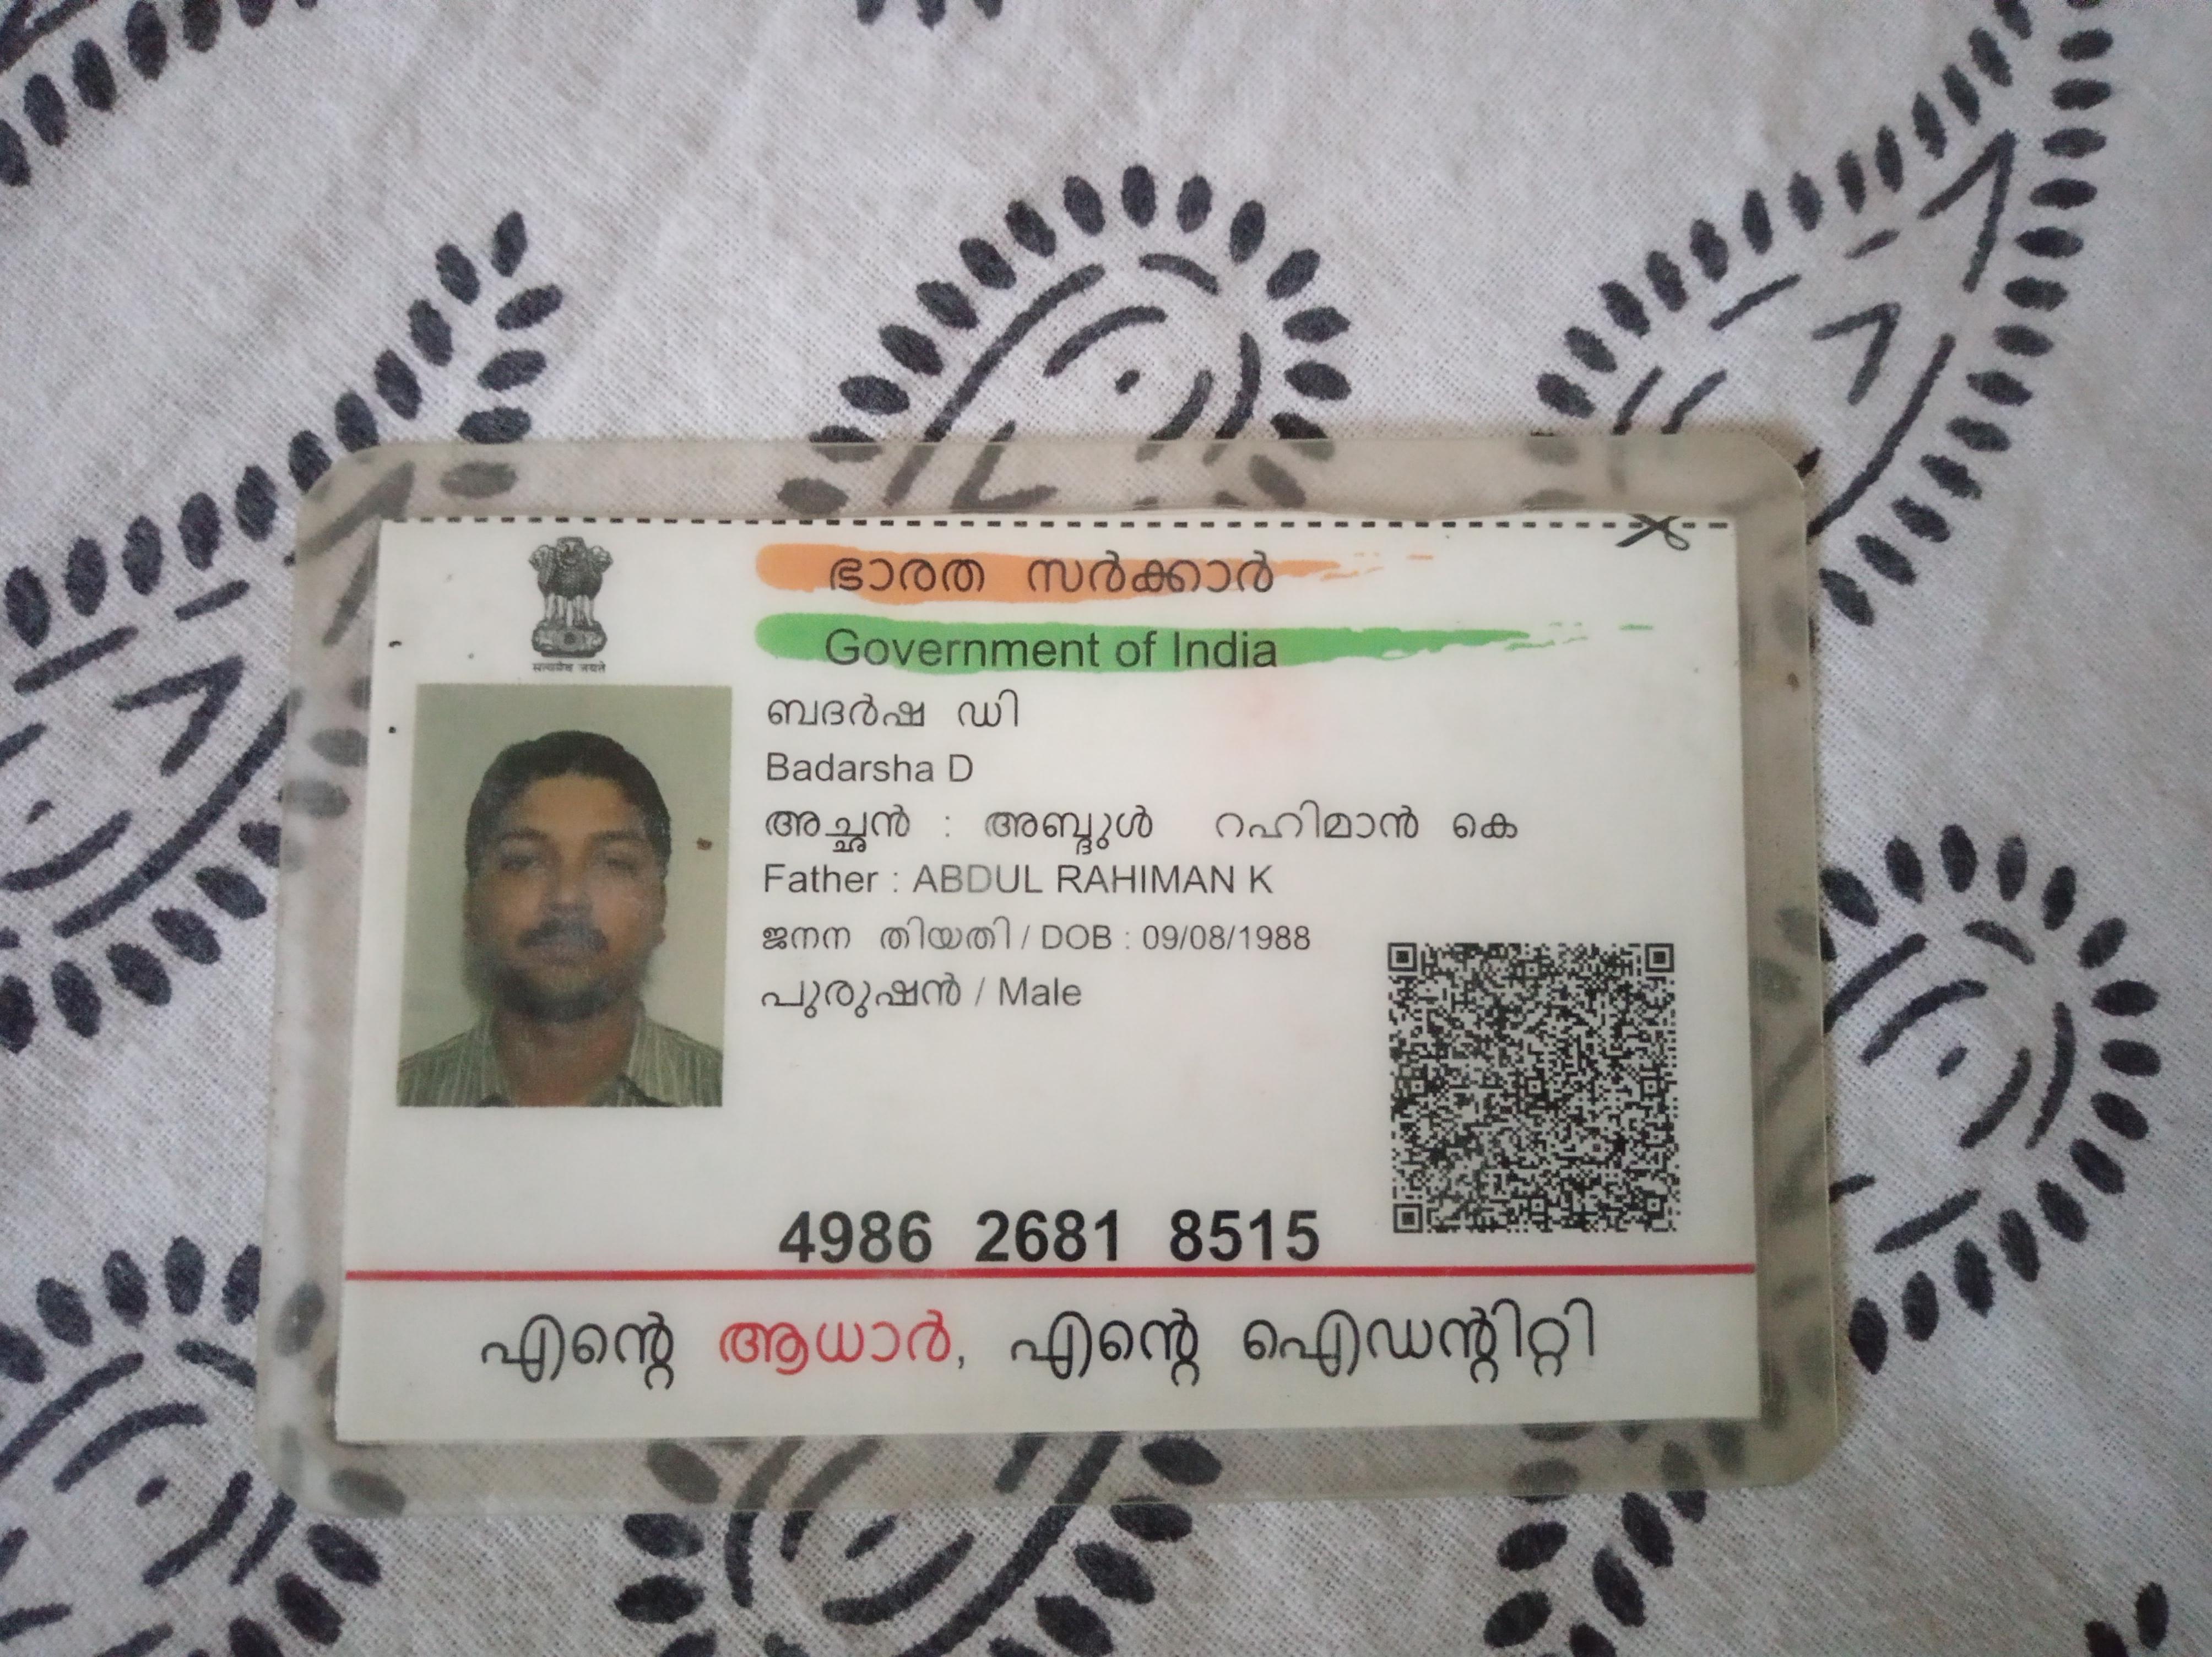 ഭാരത സർക്കാർ
Government of India
सत्यमेव जयते
ബദർഷ ഡി
Badarsha D
അച്ഛൻ : അബ്ദുൾ റഹിമാൻ കെ
Father : ABDUL RAHIMAN K
ജനന തിയതി / DOB : 09/08/1988
പുരുഷൻ / Male
4986 2681 8515
എന്റെ ആധാർ, എന്റെ ഐഡന്റിറ്റി